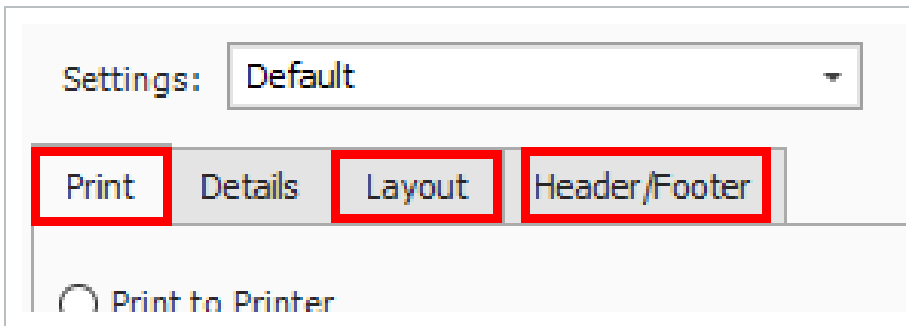 Settings: Default
Print Details Layout Header/Footer
Print to Printer